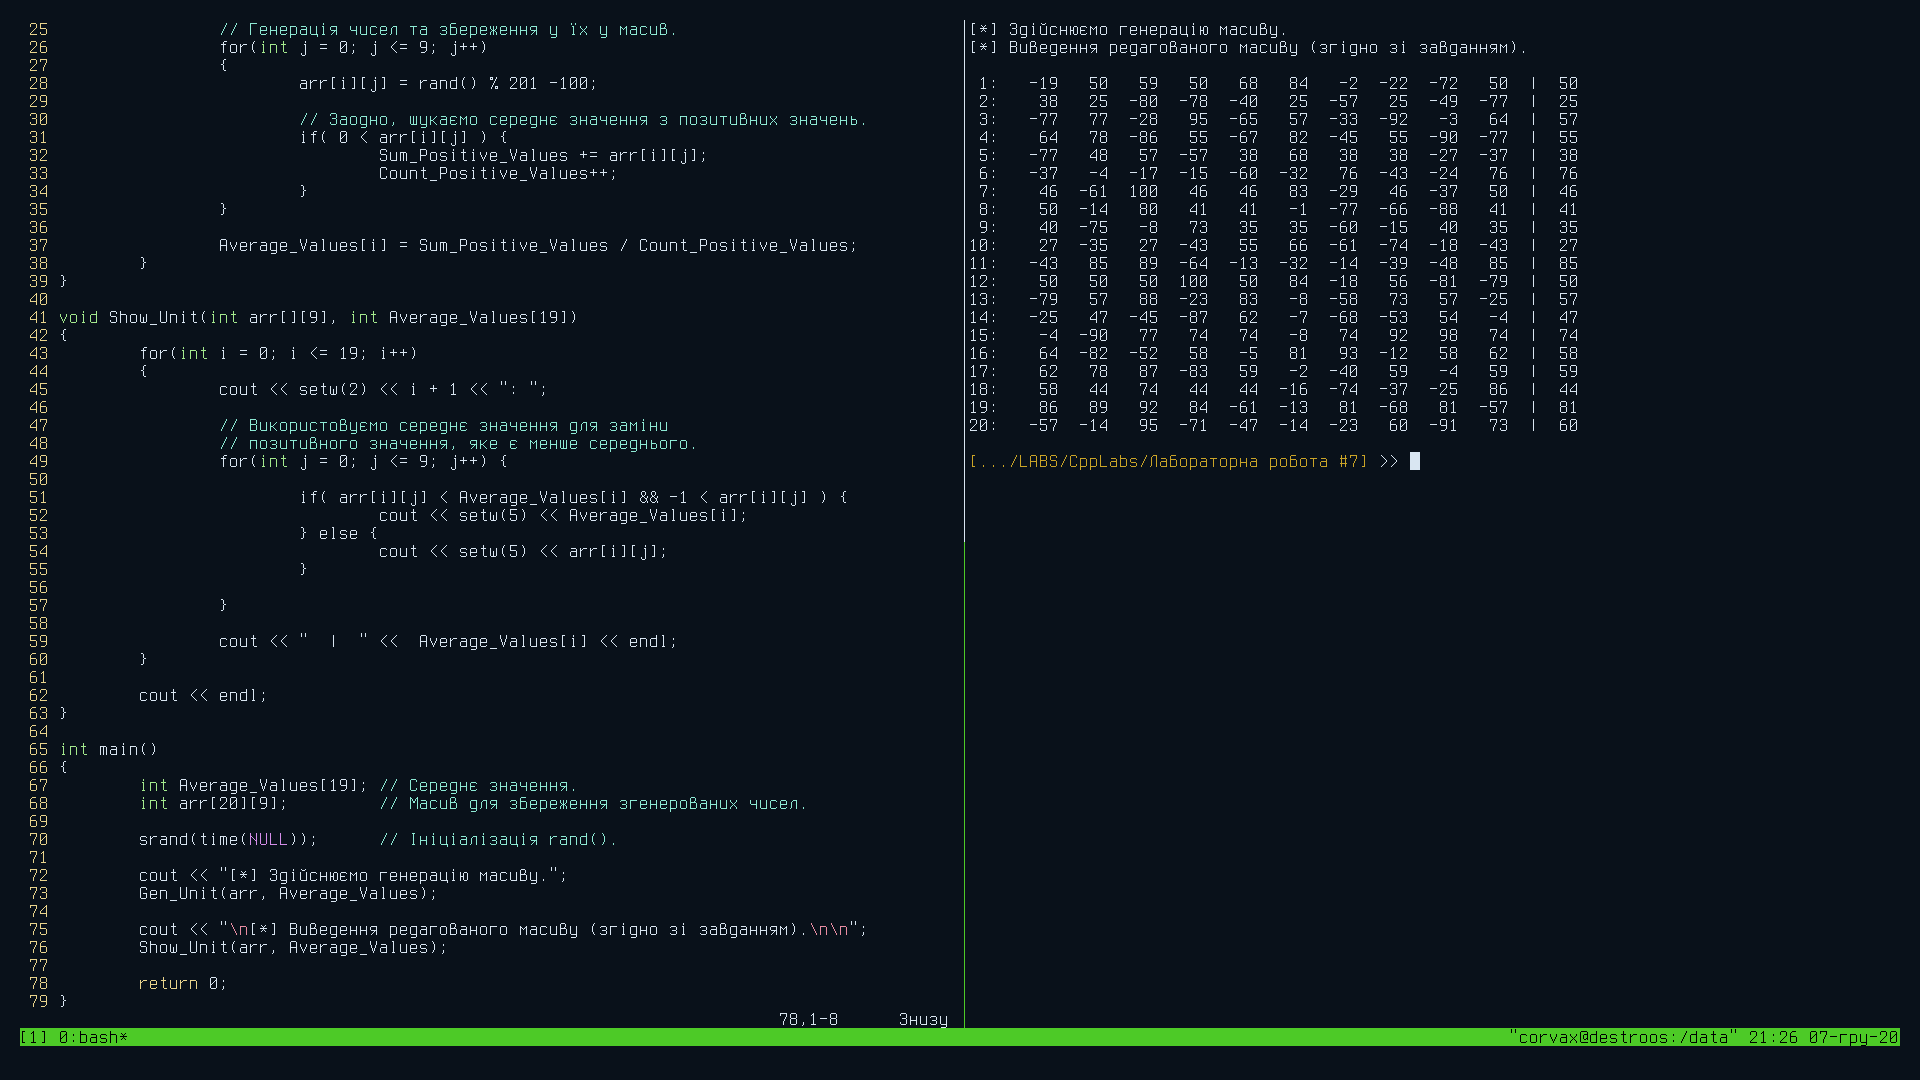 25                 // Генерація чисел та збереження у їх у масив.
26                 for(int j = 0; j <= 9; j++)
27                 {
28                         arr[i][j] = rand() % 201 -100;
29
30                         // Заодно, шукаємо середнє значення з позитивних значень.
31                         if( 0 < arr[i][j] ) {
32                                 Sum_Positive_Values += arr[i][j];
33                                 Count_Positive_Values++;
34                         }
35                 }
36
37                 Average_Values[i] = Sum_Positive_Values / Count_Positive_Values;
38         }
39 }
40
41 void Show_Unit(int arr[][9], int Average_Values[19])
42 {
43         for(int i = 0; i <= 19; i++)
44         {
45                 cout << setw(2) << i + 1 << ": ";
46
47                 // Використовуємо середнє значення для заміни
48                 // позитивного значення, яке є менше середнього.
49                 for(int j = 0; j <= 9; j++) {
50
51                         if( arr[i][j] < Average_Values[i] && -1 < arr[i][j] ) {
52                                 cout << setw(5) << Average_Values[i];
53                         } else {
54                                 cout << setw(5) << arr[i][j];
55                         }
56
57                 }
58
59                 cout << "  |  " <<  Average_Values[i] << endl;
60         }
61
62         cout << endl;
63 }
64
65 int main()
66 {
67         int Average_Values[19]; // Середнє значення.
68         int arr[20][9];         // Масив для збереження згенерованих чисел.
69
70         srand(time(NULL));      // Ініціалізація rand().
71
72         cout << "[*] Здійснюємо генерацію масиву.";
73         Gen_Unit(arr, Average_Values);
74
75         cout << "\n[*] Виведення редагованого масиву (згідно зі завданням).\n\n";
76         Show_Unit(arr, Average_Values);
77
78         return 0;
79 }
78,1-8      Знизу
[*] Здійснюємо генерацію масиву.
[*] Виведення редагованого масиву (згідно зі завданням).
 1:   -19   50   59   50   68   84   -2  -22  -72   50  |  50
 2:    38   25  -80  -78  -40   25  -57   25  -49  -77  |  25
 3:   -77   77  -28   95  -65   57  -33  -92   -3   64  |  57
 4:    64   78  -86   55  -67   82  -45   55  -90  -77  |  55
 5:   -77   48   57  -57   38   68   38   38  -27  -37  |  38
 6:   -37   -4  -17  -15  -60  -32   76  -43  -24   76  |  76
 7:    46  -61  100   46   46   83  -29   46  -37   50  |  46
 8:    50  -14   80   41   41   -1  -77  -66  -88   41  |  41
 9:    40  -75   -8   73   35   35  -60  -15   40   35  |  35
10:    27  -35   27  -43   55   66  -61  -74  -18  -43  |  27
11:   -43   85   89  -64  -13  -32  -14  -39  -48   85  |  85
12:    50   50   50  100   50   84  -18   56  -81  -79  |  50
13:   -79   57   88  -23   83   -8  -58   73   57  -25  |  57
14:   -25   47  -45  -87   62   -7  -68  -53   54   -4  |  47
15:    -4  -90   77   74   74   -8   74   92   98   74  |  74
16:    64  -82  -52   58   -5   81   93  -12   58   62  |  58
17:    62   78   87  -83   59   -2  -40   59   -4   59  |  59
18:    58   44   74   44   44  -16  -74  -37  -25   86  |  44
19:    86   89   92   84  -61  -13   81  -68   81  -57  |  81
20:   -57  -14   95  -71  -47  -14  -23   60  -91   73  |  60
[.../LABS/CppLabs/Лабораторна робота #7] >>
[1] 0:bash*
"corvax@destroos:/data" 21:26 07-гру-20